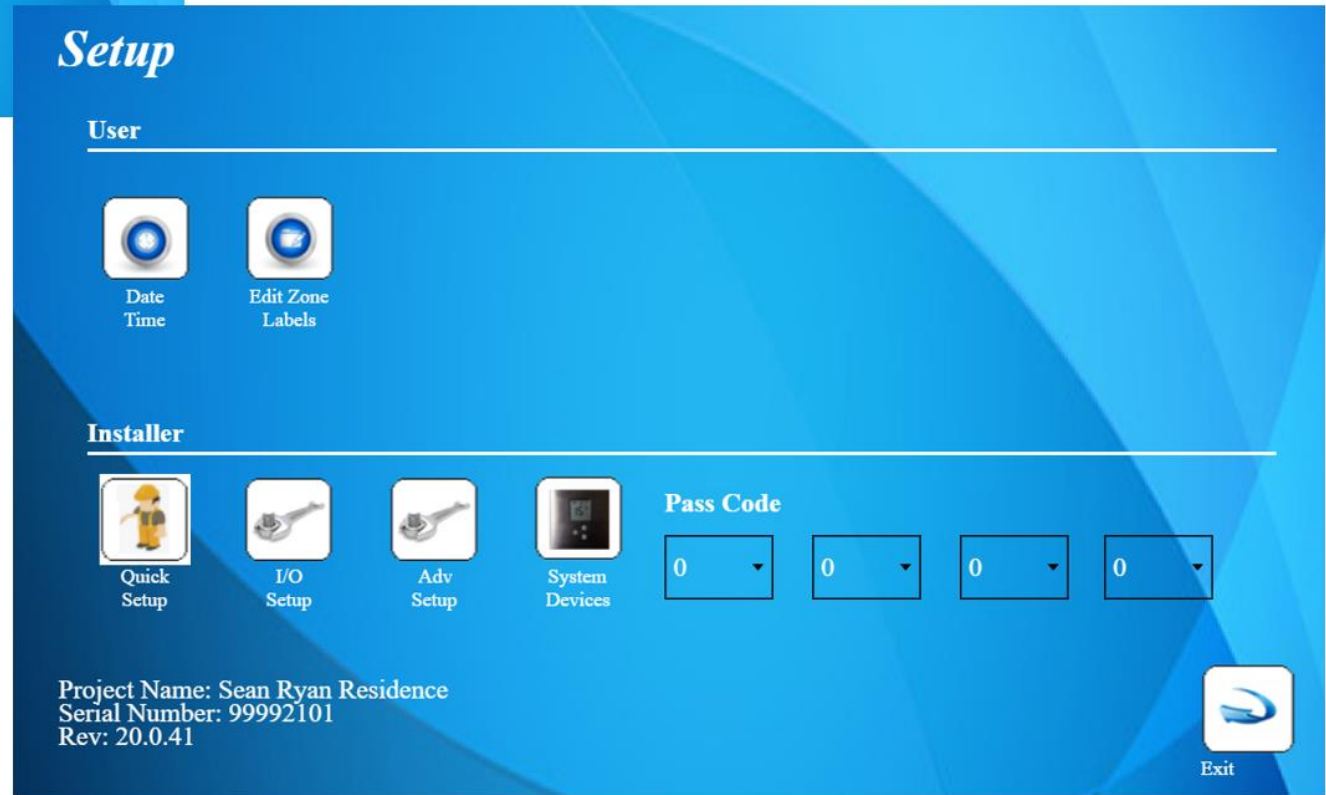 Setup
User
Date
Time
Edit Zone
Labels
Installer
Quick
Setup
I/O
Setup
Adv
Setup
System
Devices
Pass Code
0 0 0 0
Project Name: Sean Ryan Residence
Serial Number: 99992101
Rev: 20.0.41
Exit